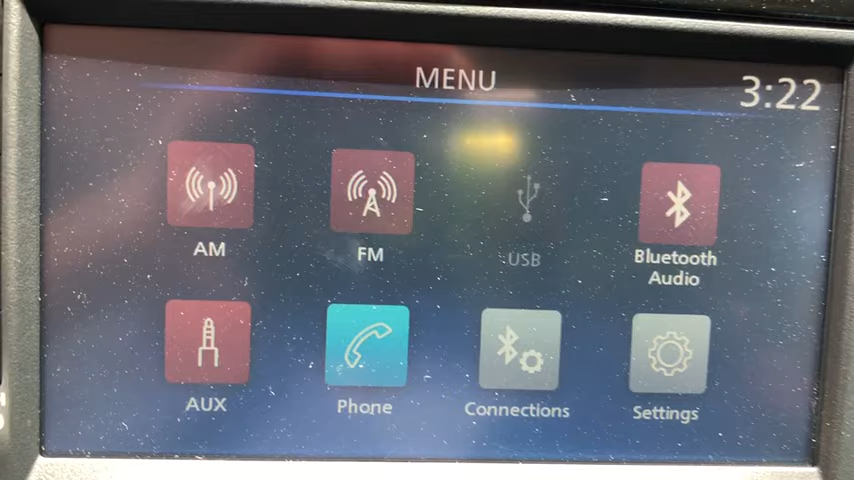 MENU
3:22
AM
FM
USB
Bluetooth
Audio
AUX
Phone
Connections
Settings